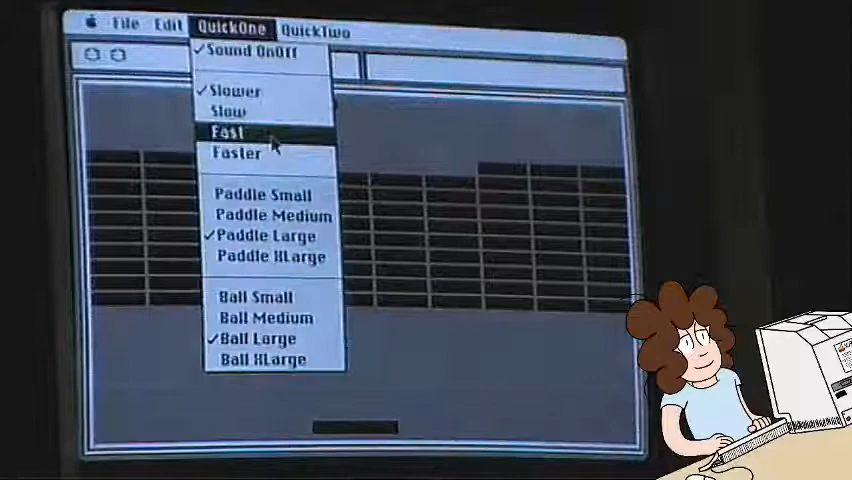 File Edit QuickOne QuickTwo
✓Sound OnOff
✓Slower
Slow
Fast
Faster
Paddle Small
Paddle Medium
✓Paddle Large
Paddle XLarge
Ball Small
Ball Medium
✓Ball Large
Ball XLarge